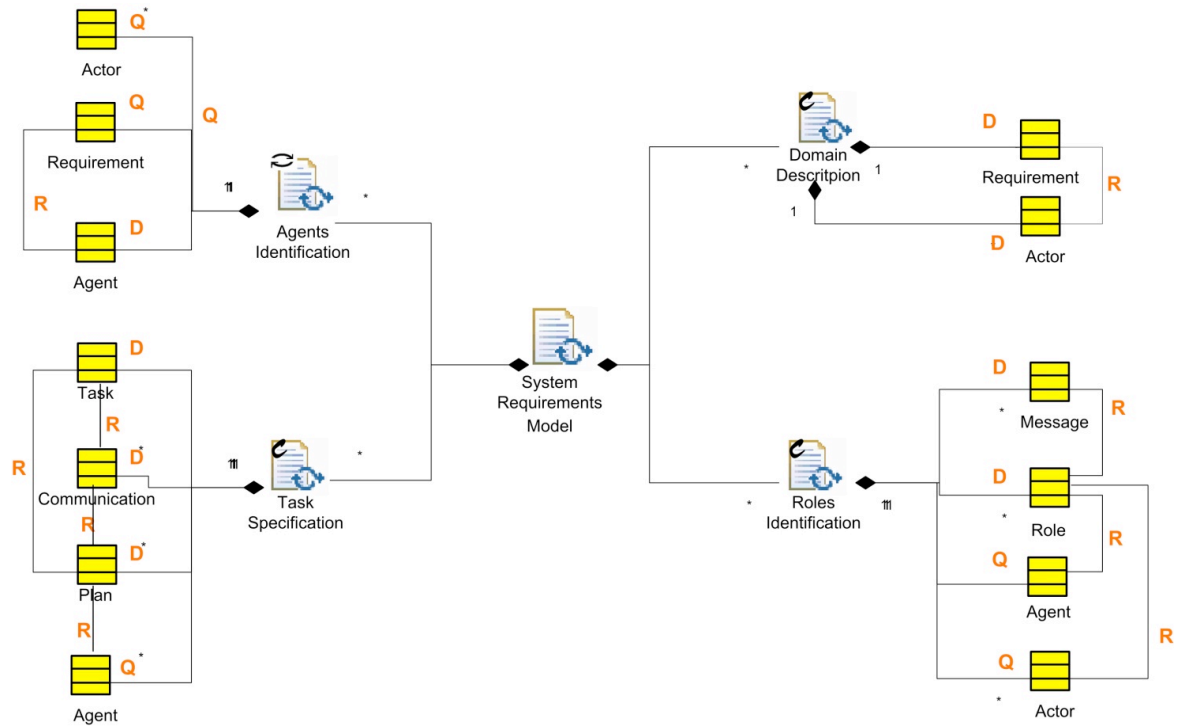 Q*
Actor
Q
Q
Requirement
R
D
Agent
Agents
Identification
*
D
Task
R
D*
Communication
R
R
D*
Plan
R
Q*
Agent
Task
Specification
*
System
Requirements
Model
*
Domain
Descritpion
1
1
D
Requirement
R
D
Actor
*
Roles
Identification
D
*
Message
R
D
*
Role
R
Q
Agent
R
Q
*
Actor